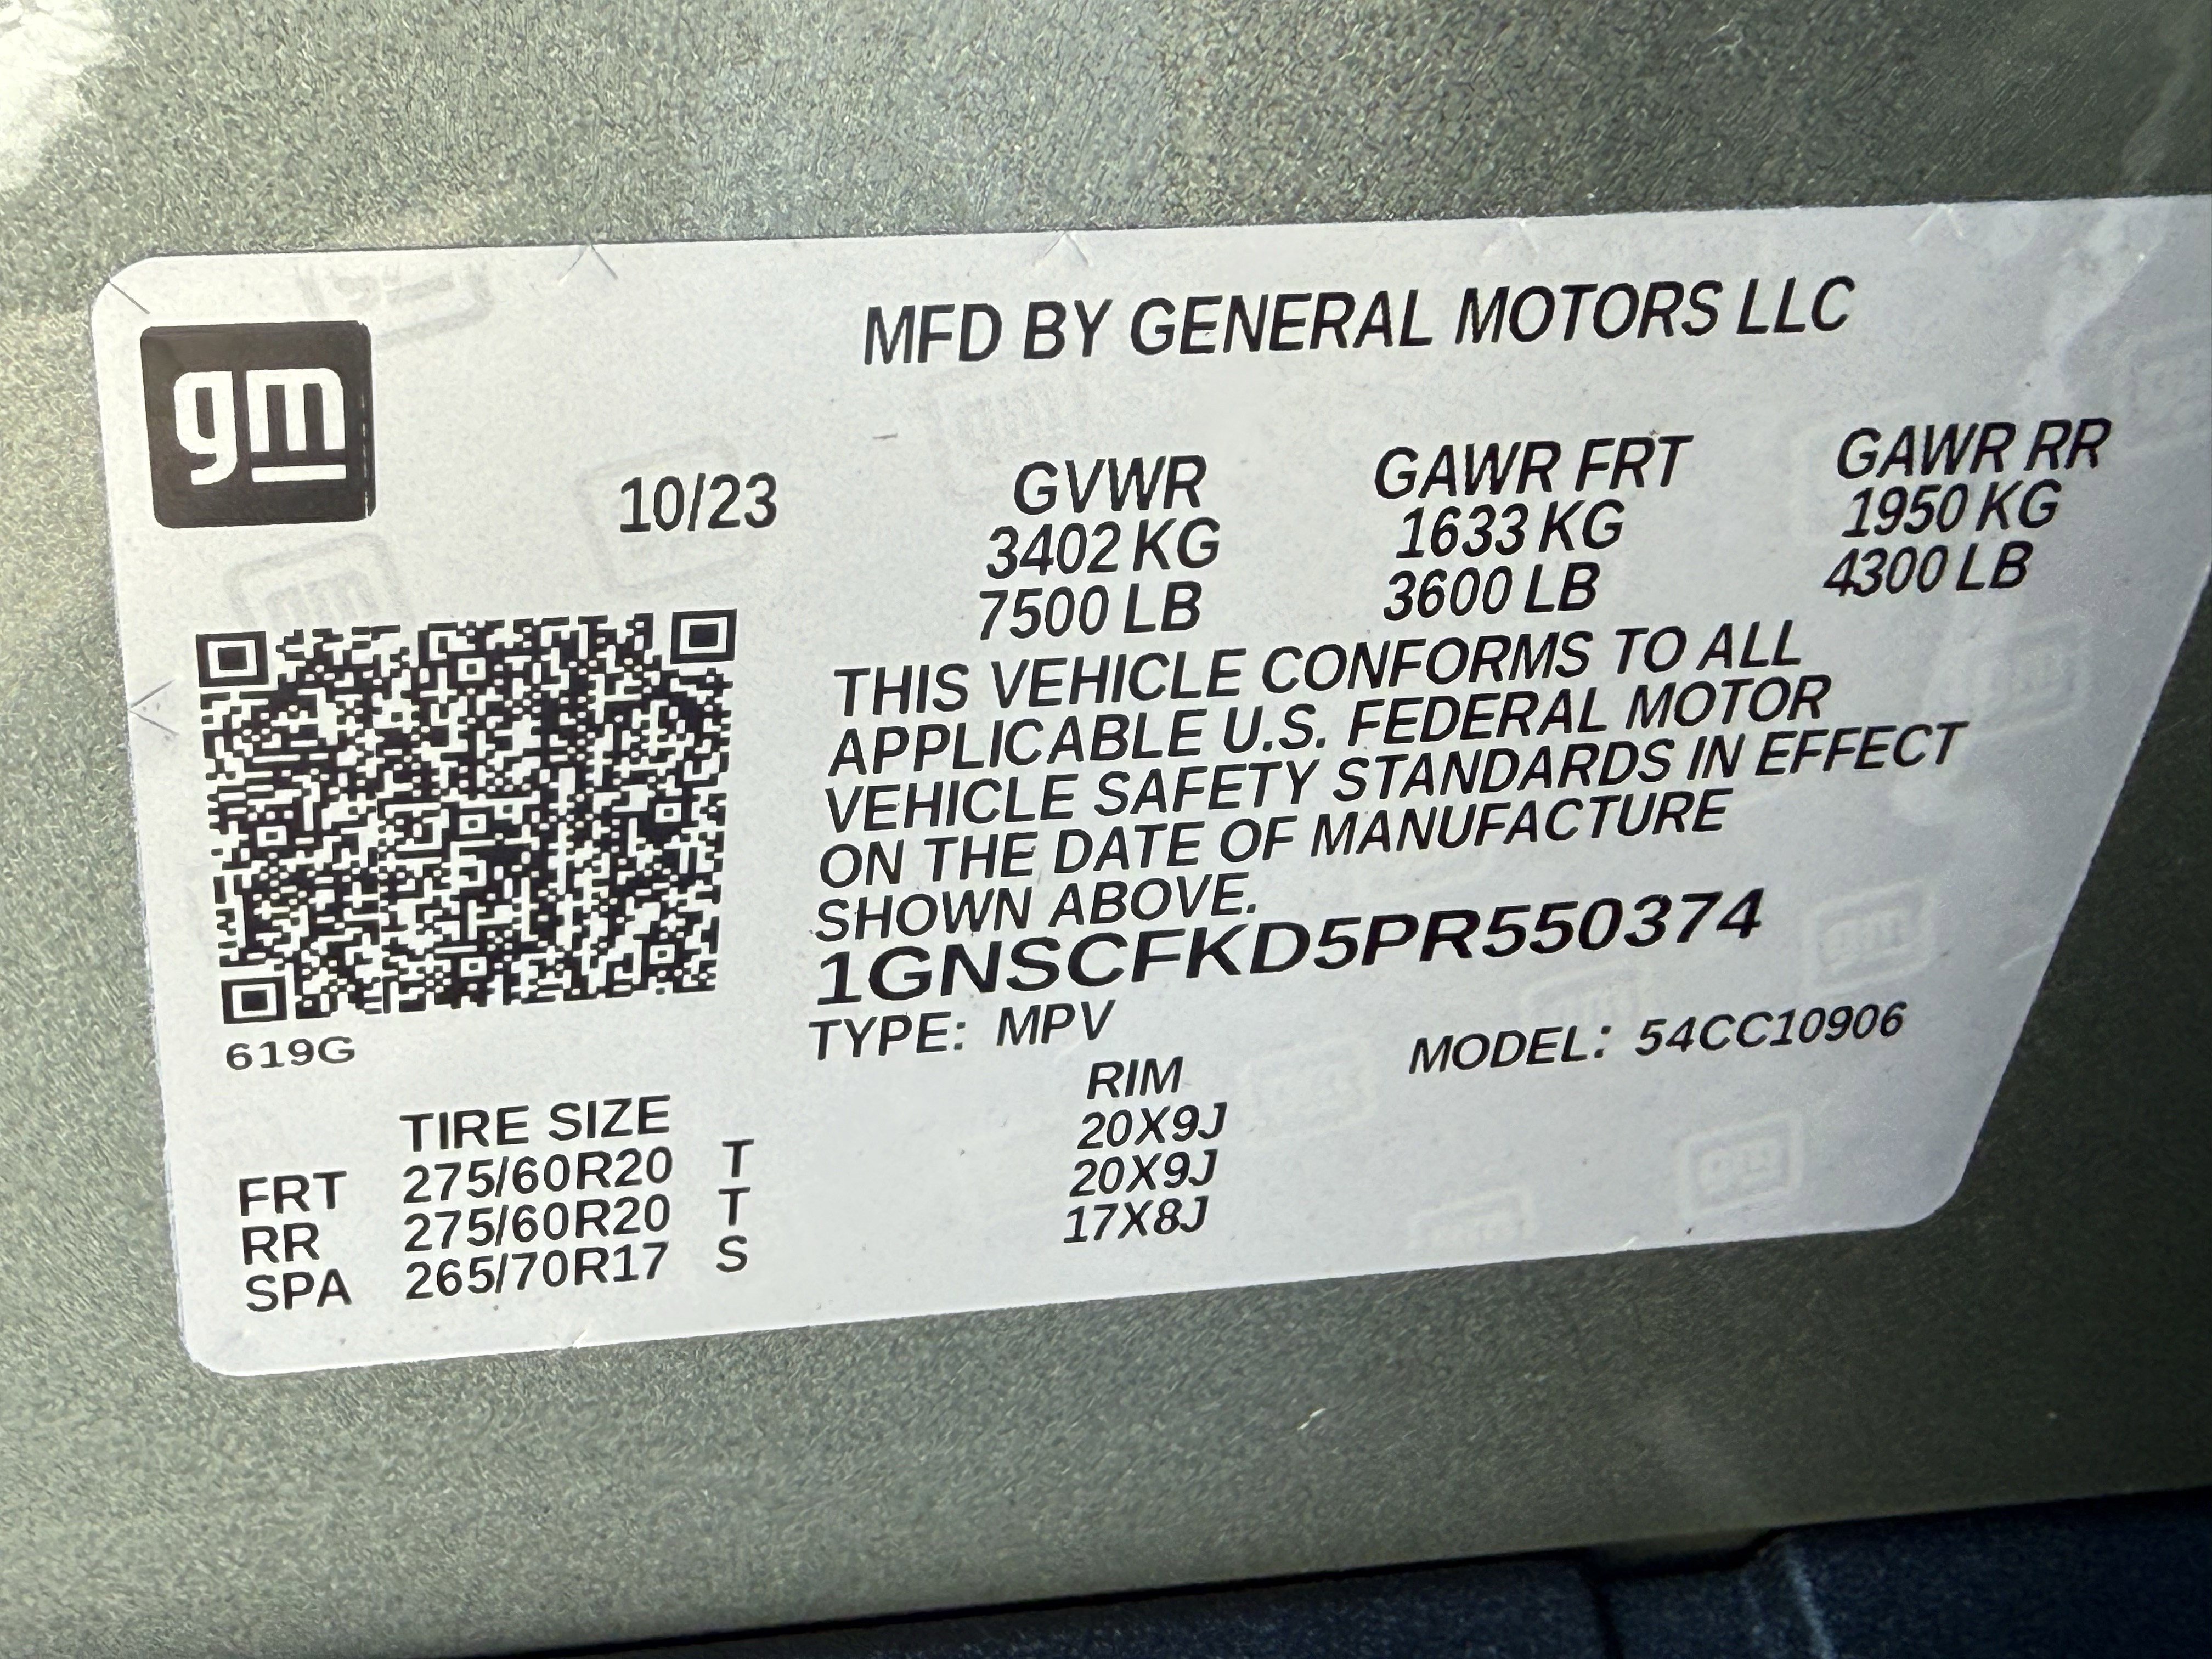 gm
MFD BY GENERAL MOTORS LLC
10/23
GVWR GAWR FRT GAWR RR
3402 KG 1633 KG 1950 KG
7500 LB 3600 LB 4300 LB
THIS VEHICLE CONFORMS TO ALL
APPLICABLE U.S. FEDERAL MOTOR
VEHICLE SAFETY STANDARDS IN EFFECT
ON THE DATE OF MANUFACTURE
SHOWN ABOVE.
1GNSCFKD5PR550374
619G
TYPE: MPV MODEL: 54CC10906
TIRE SIZE RIM
FRT 275/60R20 T 20X9J
RR 275/60R20 T 20X9J
SPA 265/70R17 S 17X8J